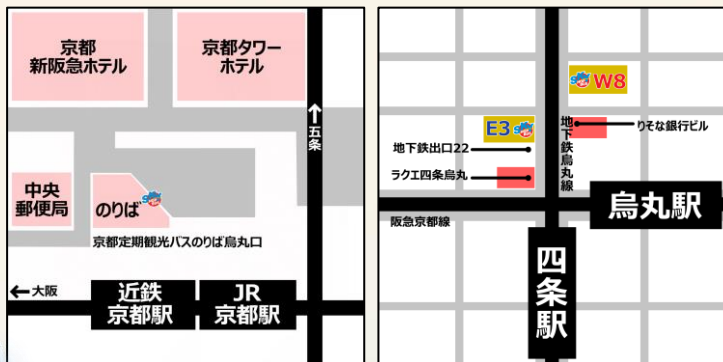 京都
新阪急ホテル
京都タワー
ホテル
↑五条
中央
郵便局
のりば
京都定期観光バスのりば烏丸口
←大阪
近鉄
京都駅
JR
京都駅
W8
E3
地下鉄烏丸線
りそな銀行ビル
地下鉄出口22
ラクエ四条烏丸
烏丸駅
阪急京都線
四条駅